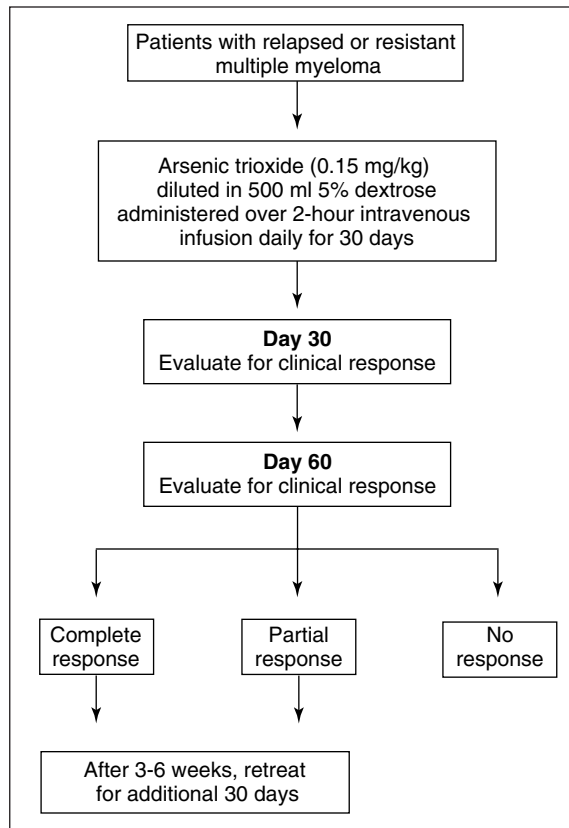 Patients with relapsed or resistant
multiple myeloma
Arsenic trioxide (0.15 mg/kg)
diluted in 500 ml 5% dextrose
administered over 2-hour intravenous
infusion daily for 30 days
Day 30
Evaluate for clinical response
Day 60
Evaluate for clinical response
Complete
response
Partial
response
No
response
After 3-6 weeks, retreat
for additional 30 days